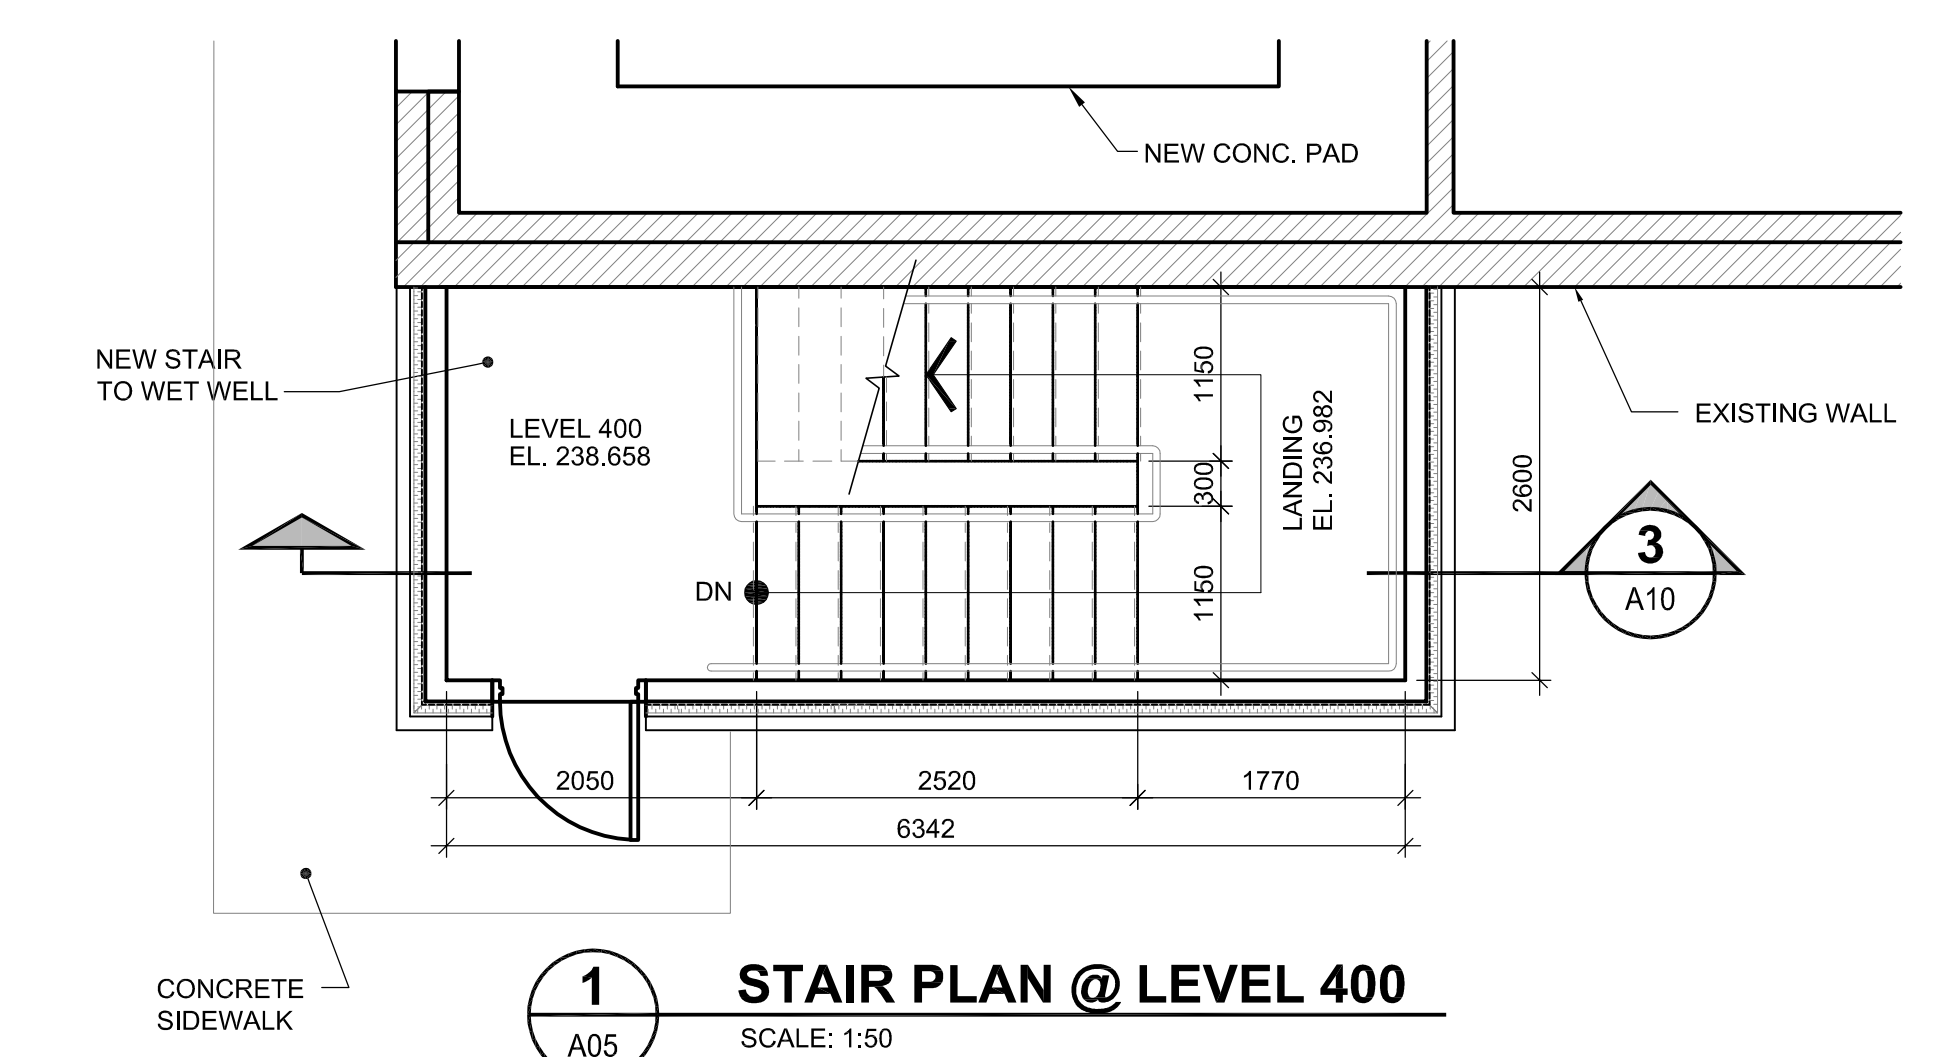 NEW CONC. PAD
NEW STAIR
TO WET WELL
LEVEL 400
EL. 238.658
1150
300
1150
LANDING
EL. 236.982
2600
EXISTING WALL
DN
3
A10
2050
2520
1770
6342
CONCRETE
SIDEWALK
1
A05
STAIR PLAN @ LEVEL 400
SCALE: 1:50